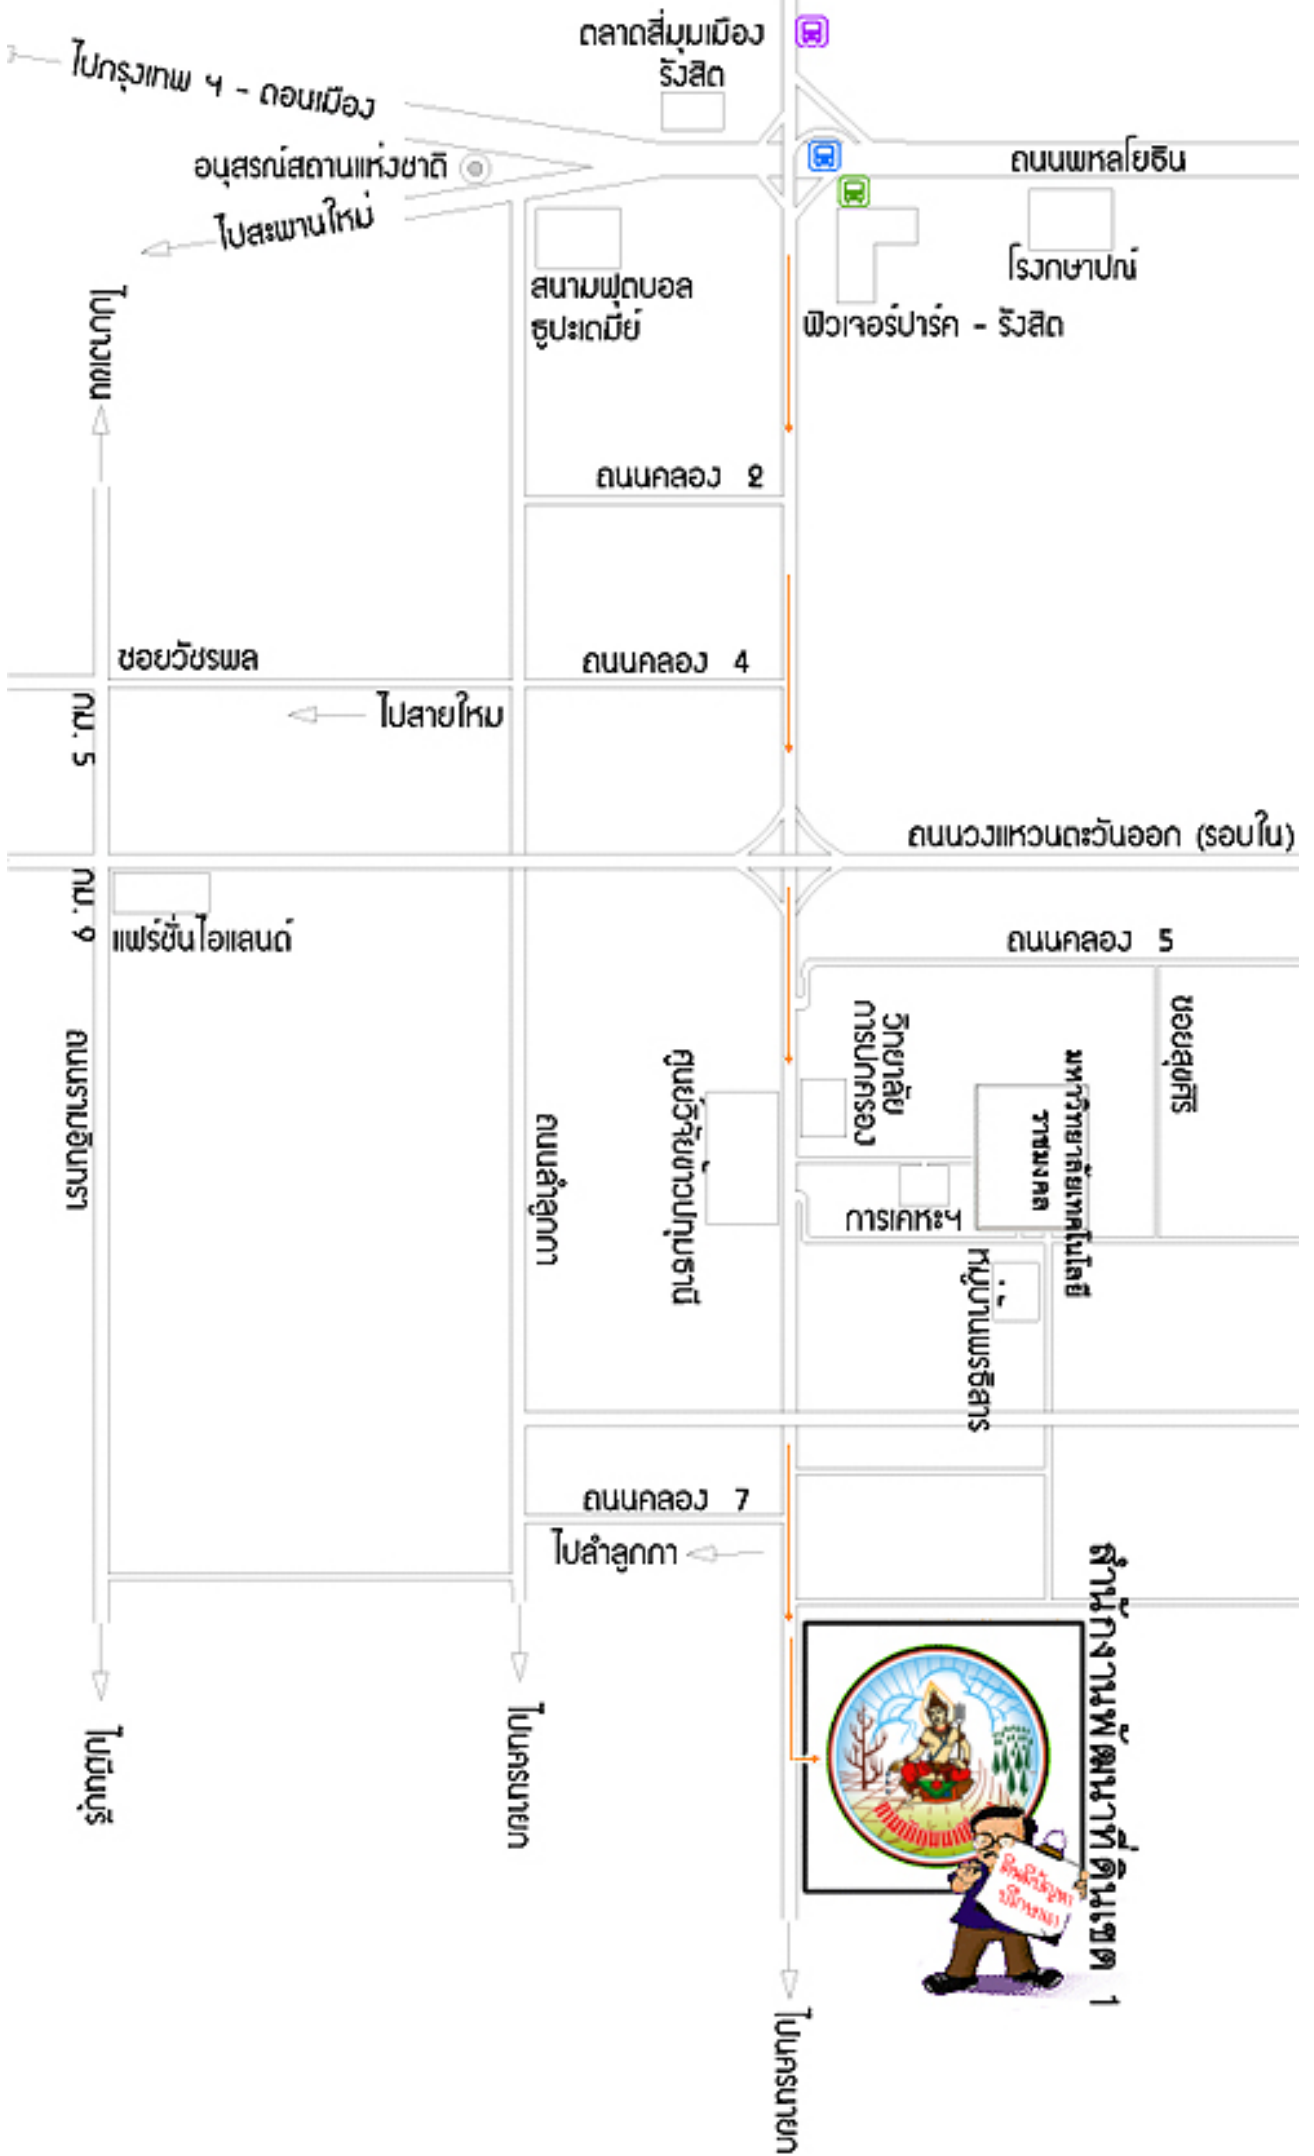 ตลาดสี่มุมเมือง
รังสิต
ไปกรุงเทพ ฯ - ดอนเมือง
อนุสรณ์สถานแห่งชาติ
ถนนพหลโยธิน
ไปสะพานใหม่
โรงกษาปณ์
สนามฟุตบอล
ธูปะเตมีย์
ฟิวเจอร์ปาร์ค - รังสิต
ไปบางเขน
ถนนคลอง 2
ซอยวัชรพล
ถนนคลอง 4
ไปสายใหม
กม. 5
ถนนวงแหวนตะวันออก (รอบใน)
กม. 9
แฟร์ชั่นไอแลนด์
ถนนคลอง 5
วิทยาลัย
การปกครอง
ซอยสุขศิริ
มหาวิทยาลัยเทคโนโลยี
ราชมงคล
ศูนย์วิจัยข้าวปทุมธานี
ถนนรามอินทรา
ถนนลำลูกกา
การเคหะฯ
หมู่บ้านพรธิสาร
ถนนคลอง 7
ไปลำลูกกา
สำนักงานพัฒนาที่ดินเขต 1
ไปมีนบุรี
ไปนครนายก
ไปนครนายก